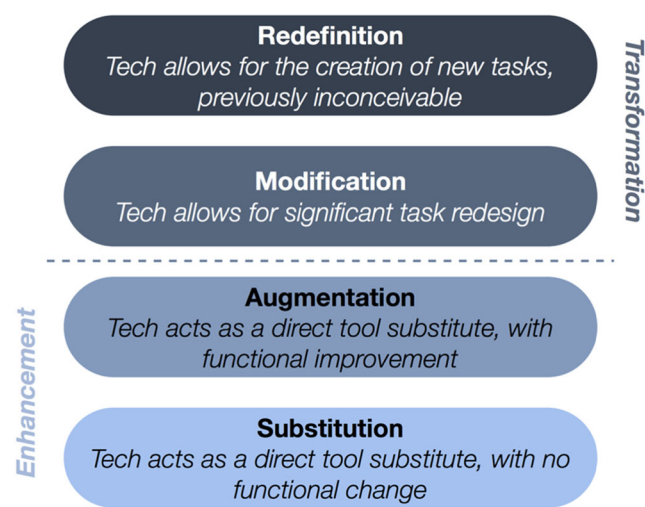 Redefinition
Tech allows for the creation of new tasks,
previously inconceivable
Modification
Tech allows for significant task redesign
Transformation
Augmentation
Tech acts as a direct tool substitute, with
functional improvement
Substitution
Tech acts as a direct tool substitute, with no
functional change
Enhancement